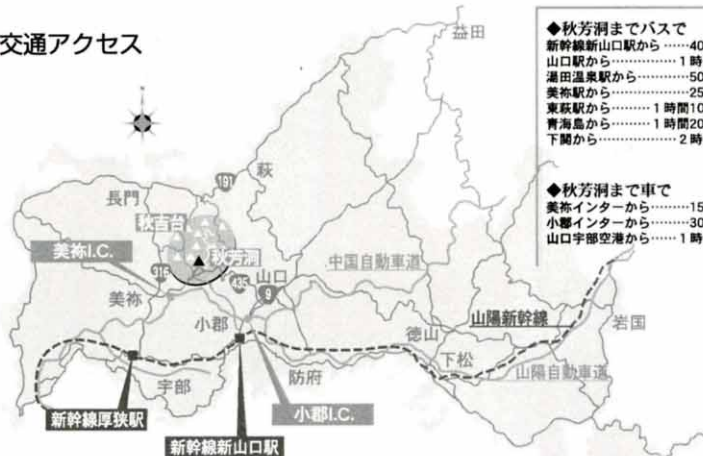 交通アクセス
◆秋芳洞までバスで
新幹線新山口駅から……40
山口駅から………………1時
湯田温泉駅から…………50
美祢駅から………………25
東萩駅から………1時間10
青海島から………1時間20
下関から…………………2時
◆秋芳洞まで車で
美祢インターから………15
小郡インターから………30
山口宇部空港から……1時
益田
萩
191
長門
秋吉台
秋芳洞
美祢I.C.
316
435
山口
9
中国自動車道
美祢
小郡
山陽新幹線
岩国
徳山
下松
防府
山陽自動車道
宇部
小郡I.C.
新幹線厚狭駅
新幹線新山口駅